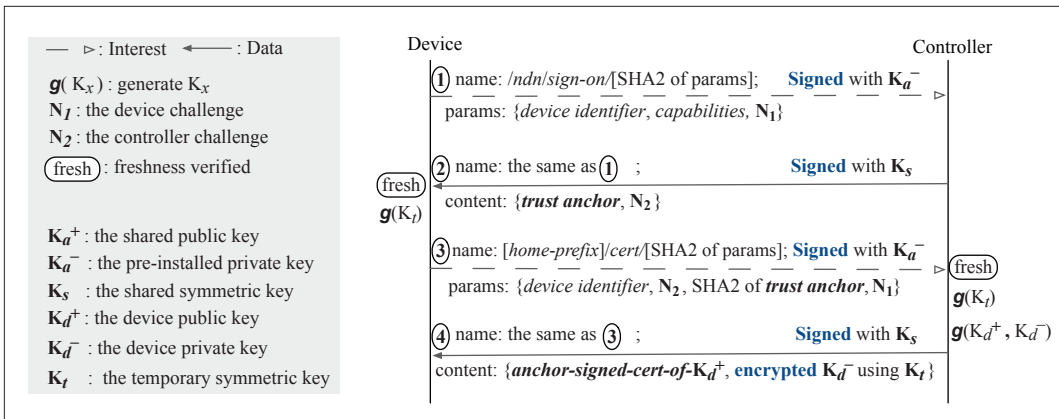 : Interest : Data
g(Kx) : generate Kx
N1 : the device challenge
N2 : the controller challenge
fresh : freshness verified
Ka+ : the shared public key
Ka− : the pre-installed private key
Ks : the shared symmetric key
Kd+ : the device public key
Kd− : the device private key
Kt : the temporary symmetric key
Device Controller
1 name: /ndn/sign-on/[SHA2 of params]; Signed with Ka−
params: {device identifier, capabilities, N1}
2 name: the same as 1 ; Signed with Ks
fresh
content: {trust anchor, N2}
g(Kt)
3 name: [home-prefix]/cert/[SHA2 of params]; Signed with Ka−
fresh
params: {device identifier, N2, SHA2 of trust anchor, N1}
g(Kt)
4 name: the same as 3 ; Signed with Ks
g(Kd+, Kd−)
content: {anchor-signed-cert-of-Kd+, encrypted Kd− using Kt}